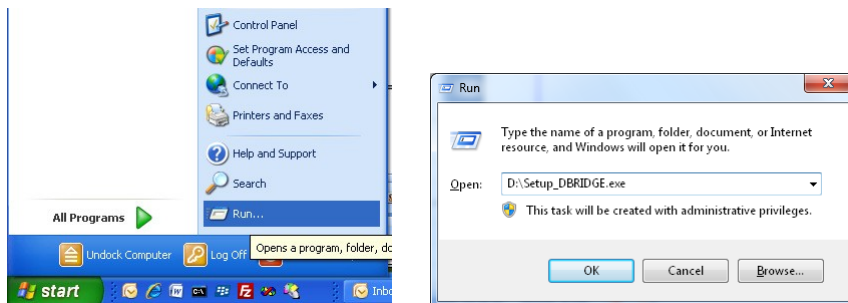 Control Panel
Set Program Access and
Defaults
Connect To
Printers and Faxes
Help and Support
Search
Run...
All Programs
Opens a program, folder, do
Undock Computer
Log Off
start
Inbo
Run
Type the name of a program, folder, document, or Internet
resource, and Windows will open it for you.
Open:
D:\Setup_DBRIDGE.exe
This task will be created with administrative privileges.
OK
Cancel
Browse...